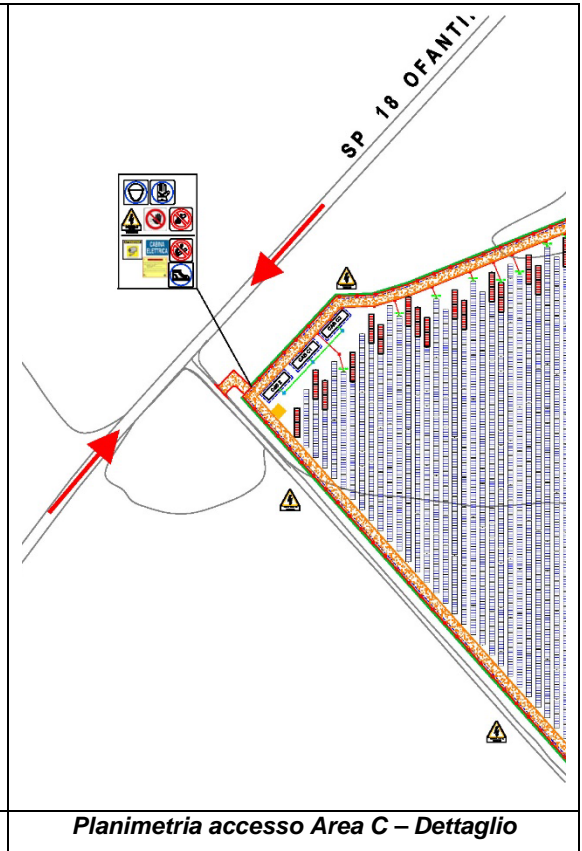 SP 18 OFANTI
CABINA
ELETTRICA
Planimetria accesso Area C – Dettaglio